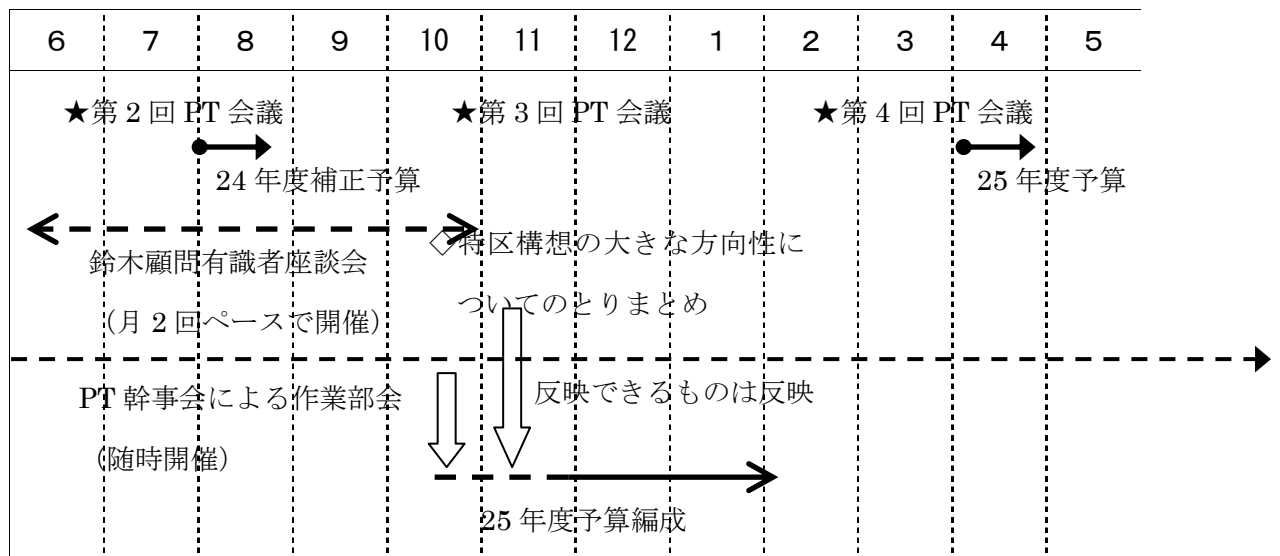 6 7 8 9 10 11 12 1 2 3 4 5
★第2回PT会議 ★第3回PT会議 ★第4回PT会議
24年度補正予算 25年度予算
◇特区構想の大きな方向性に
鈴木顧問有識者座談会
ついてのとりまとめ
(月2回ペースで開催)
PT幹事会による作業部会
反映できるものは反映
(随時開催)
25年度予算編成